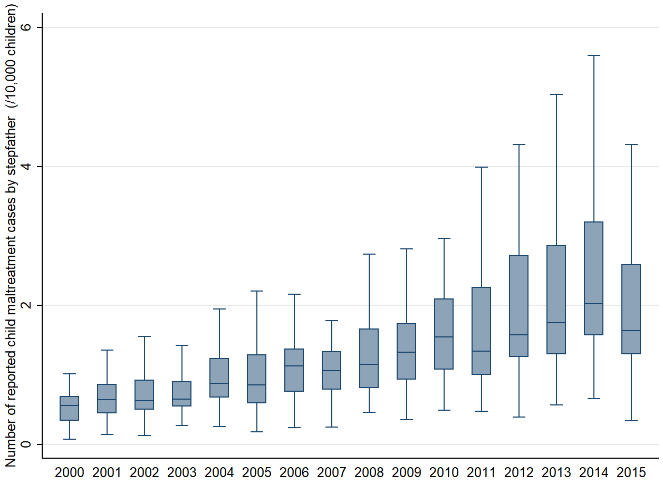 Number of reported child maltreatment cases by stepfather (/10,000 children)
6
4
2
0
2000 2001 2002 2003 2004 2005 2006 2007 2008 2009 2010 2011 2012 2013 2014 2015